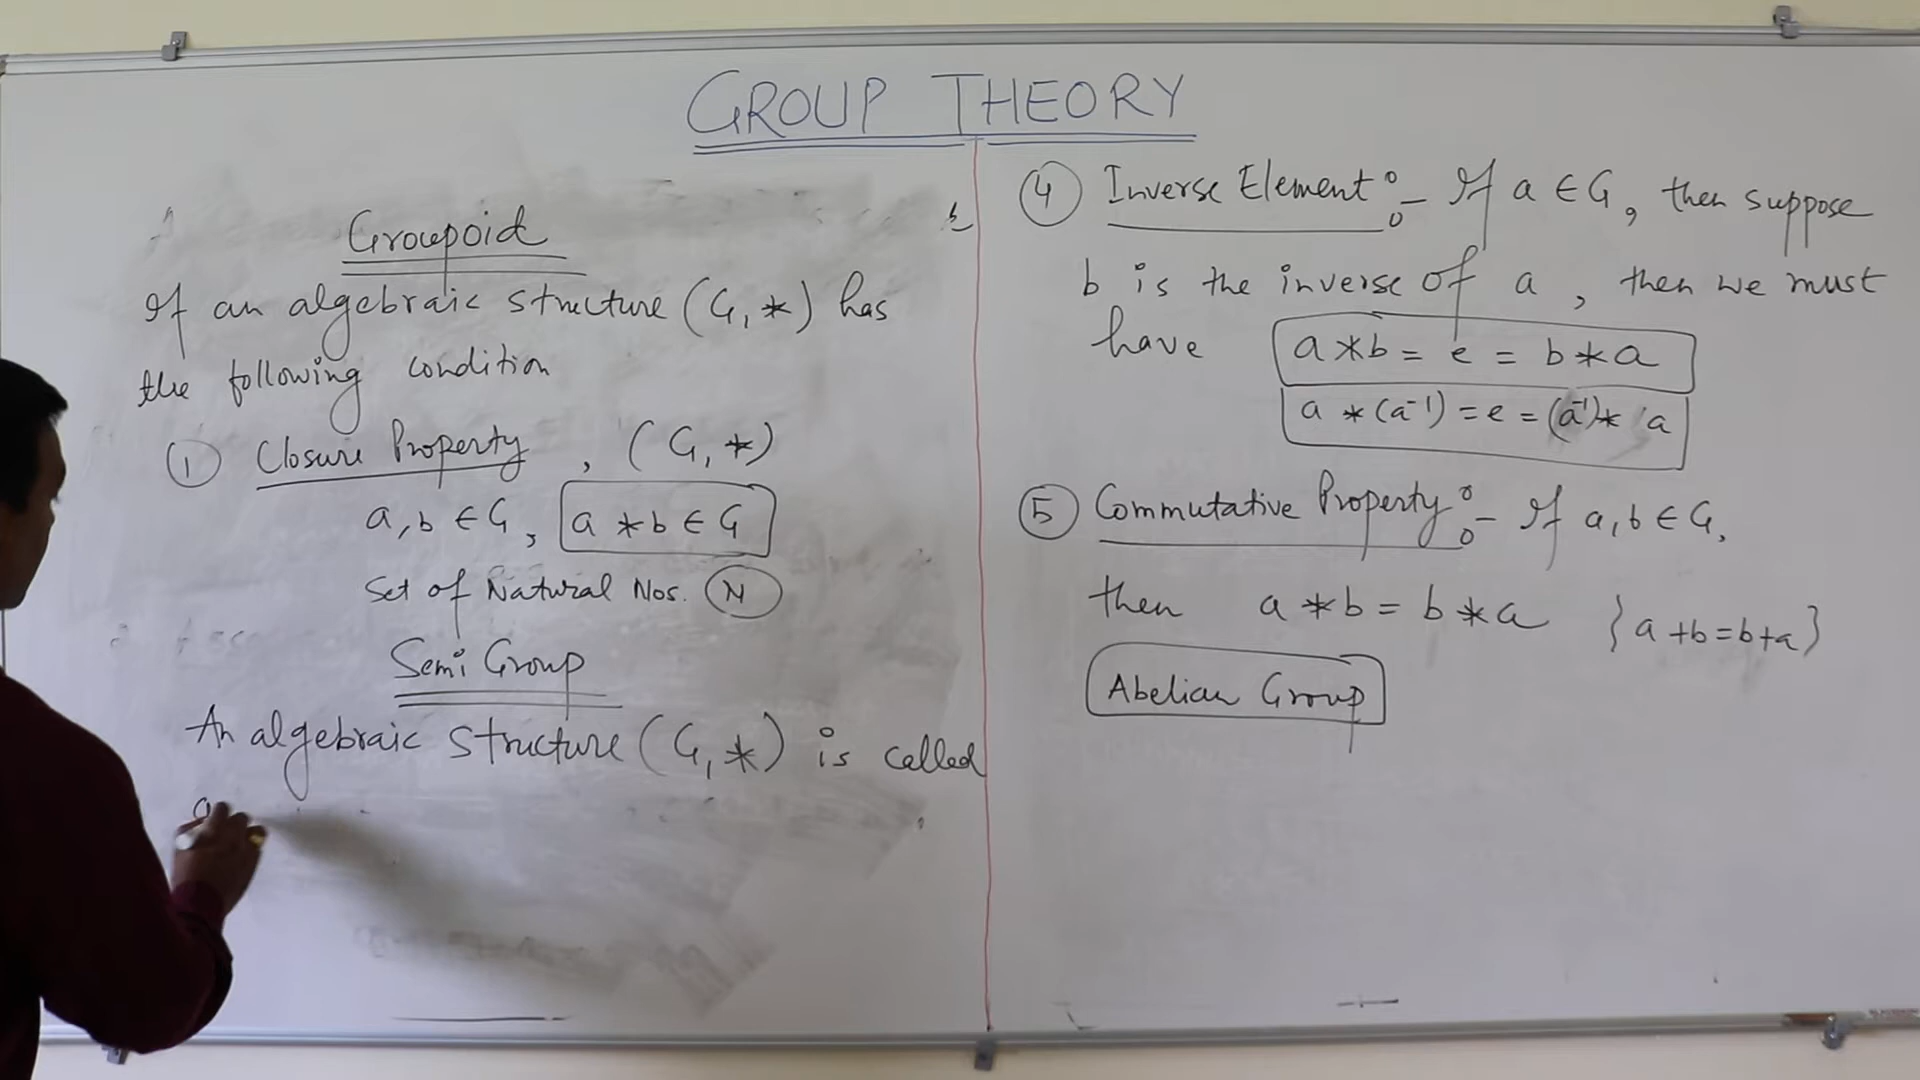 GROUP THEORY
Groupoid
If an algebraic structure (G, *) has
the following condition
① Closure Property , (G, *)
a, b ∈ G, a * b ∈ G
Set of Natural Nos. N
Semi Group
An algebraic structure (G, *) is called
a
④ Inverse Element :- If a ∈ G, then suppose
b is the inverse of a, then we must
have a * b = e = b * a
a * (a⁻¹) = e = (a⁻¹) * a
⑤ Commutative Property :- If a, b ∈ G,
then a * b = b * a {a + b = b + a}
Abelian Group